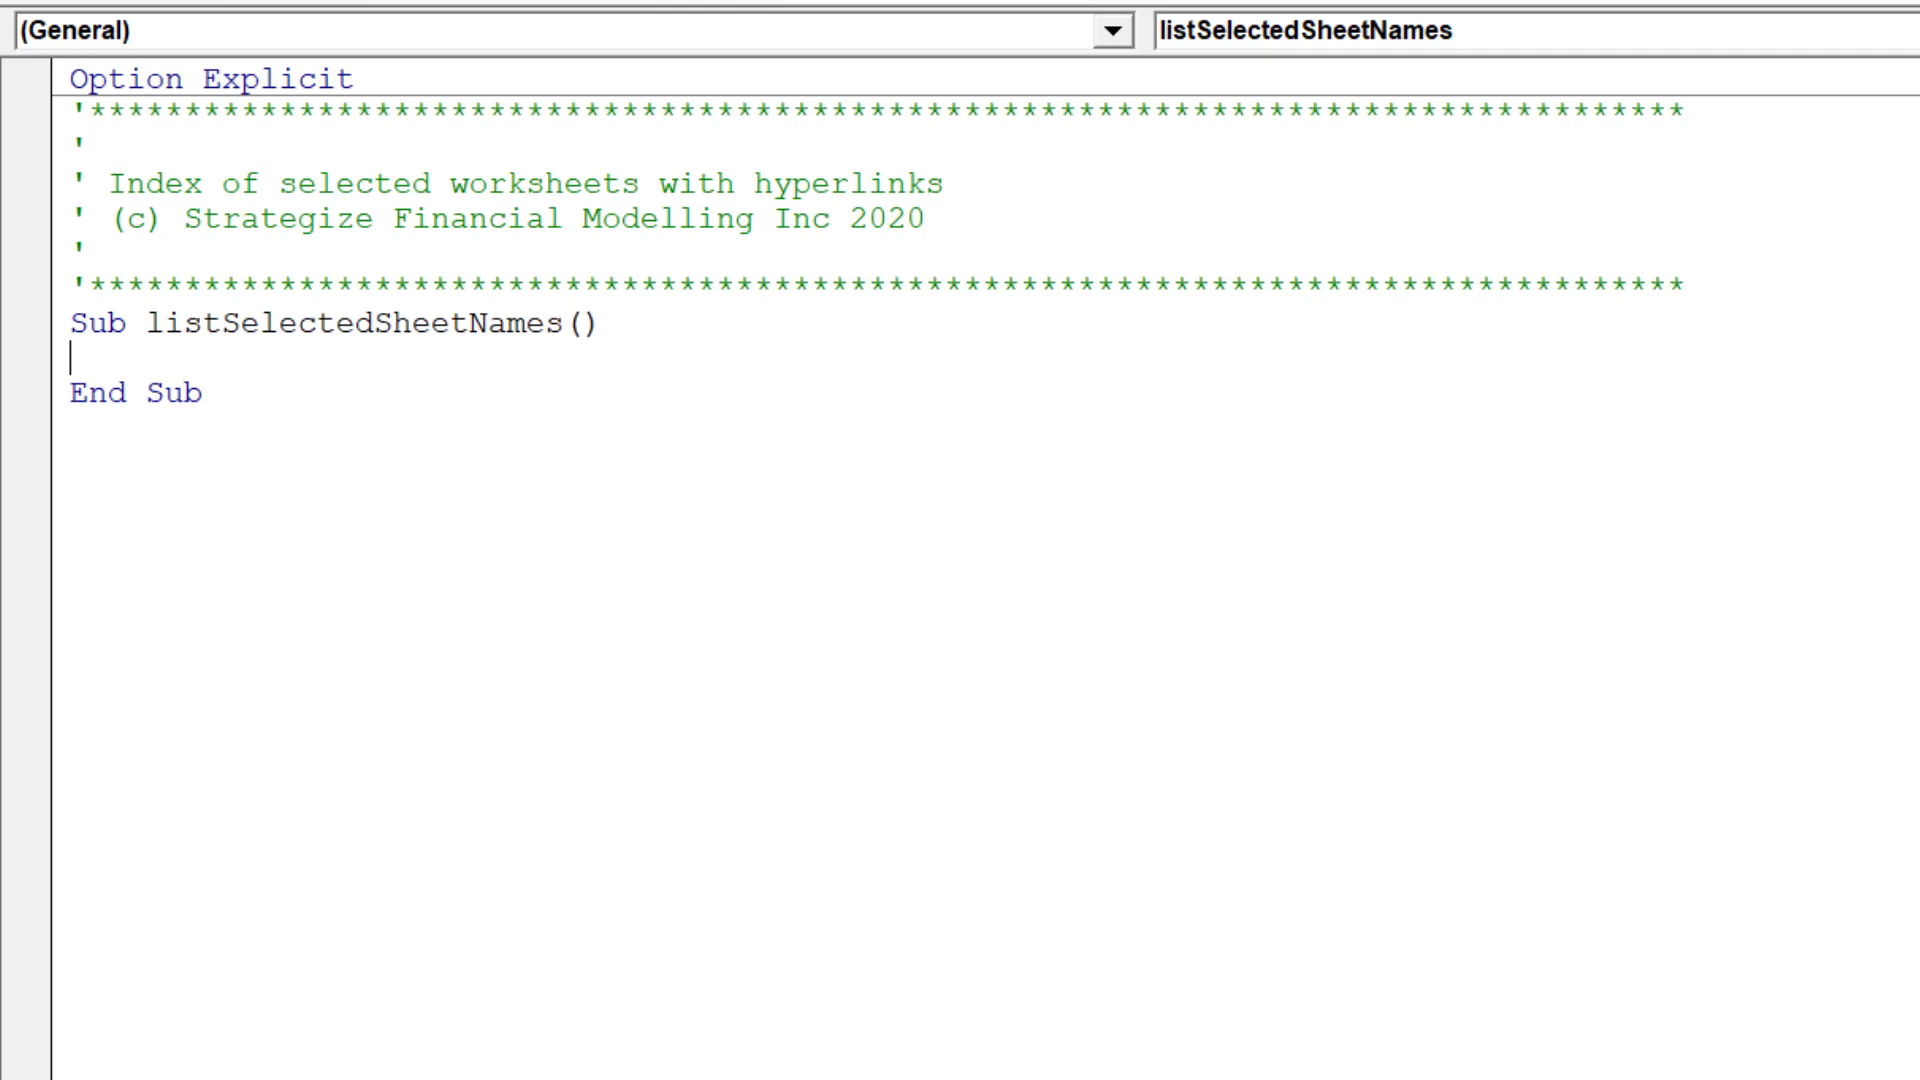 (General) listSelectedSheetNames
Option Explicit
'************************************************************************************
'
' Index of selected worksheets with hyperlinks
' (c) Strategize Financial Modelling Inc 2020
'
'************************************************************************************
Sub listSelectedSheetNames()
End Sub